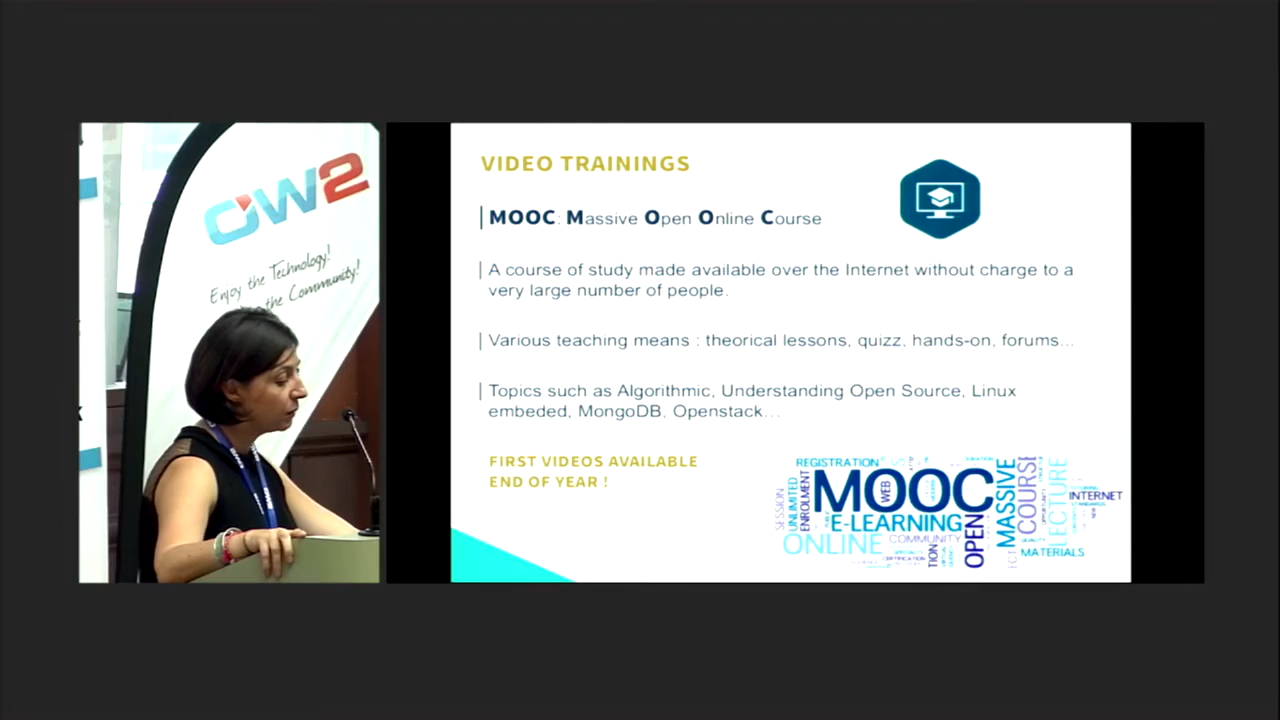 OW2
Enjoy the Technology!
the Community!
VIDEO TRAININGS
MOOC: Massive Open Online Course
A course of study made available over the Internet without charge to a
very large number of people.
Various teaching means : theorical lessons, quizz, hands-on, forums...
Topics such as Algorithmic, Understanding Open Source, Linux
embeded, MongoDB, Openstack...
FIRST VIDEOS AVAILABLE
END OF YEAR !
REGISTRATION
SESSION
UNLIMITED
ENROLMENT
MOOC
WEB
E-LEARNING
ONLINE
COMMUNITY
OPEN
MASSIVE
COURSE
LECTURE
INTERNET
MATERIALS
CERTIFICATION
QUALITY